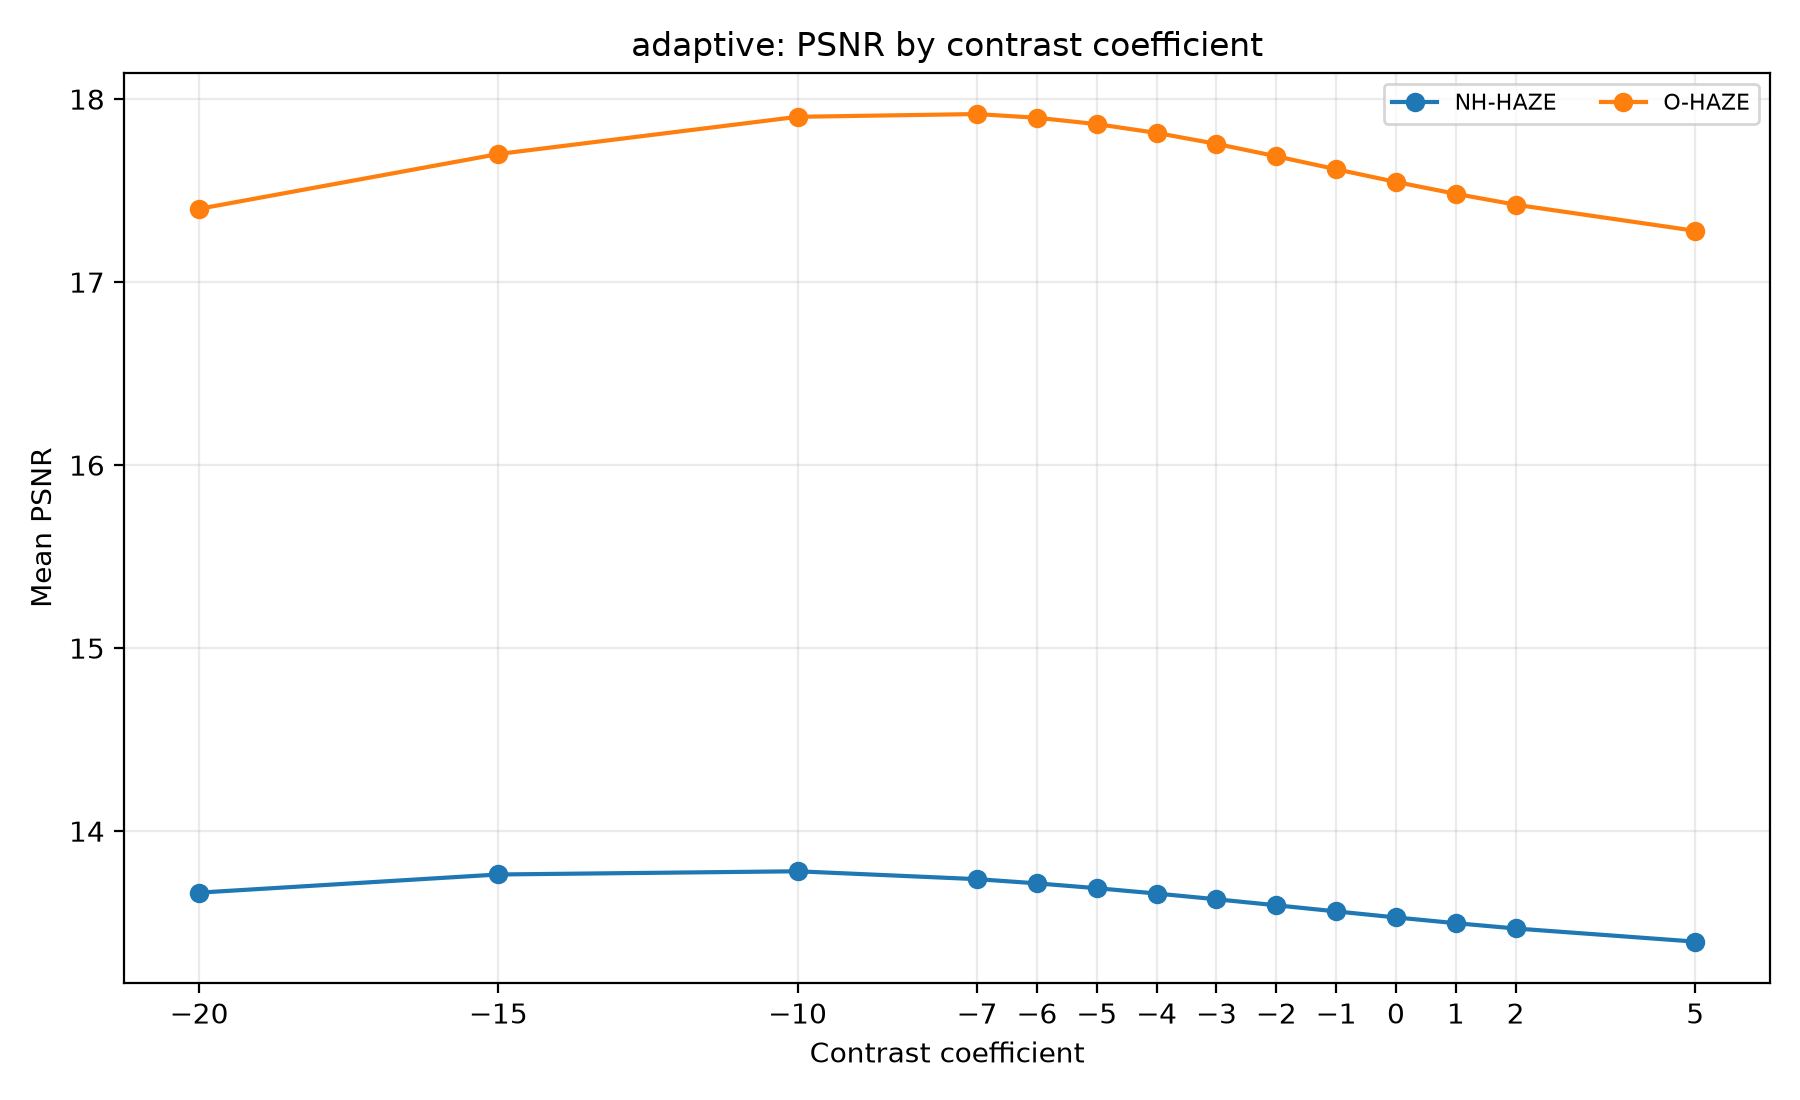 adaptive: PSNR by contrast coefficient
NH-HAZE O-HAZE
18
17
16
15
14
Mean PSNR
−20 −15 −10 −7 −6 −5 −4 −3 −2 −1 0 1 2 5
Contrast coefficient